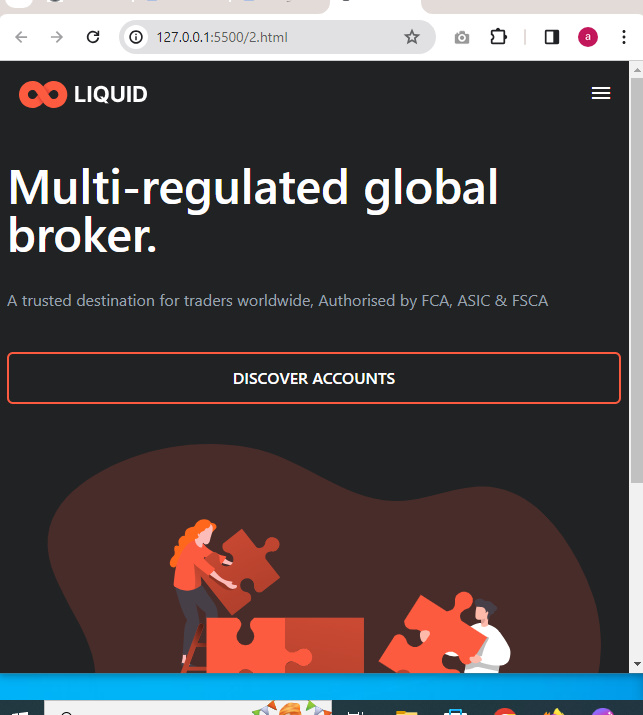 127.0.0.1:5500/2.html
a
LIQUID
Multi-regulated global
broker.
A trusted destination for traders worldwide, Authorised by FCA, ASIC & FSCA
DISCOVER ACCOUNTS